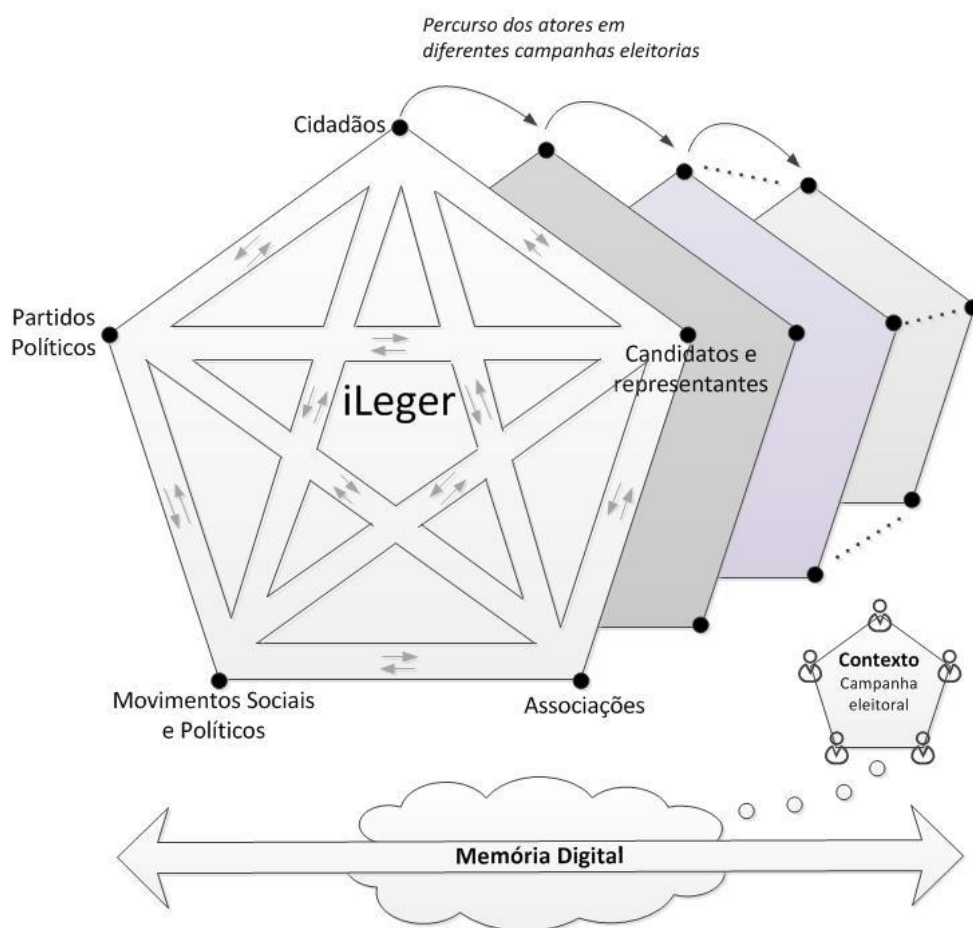 Percurso dos atores em
diferentes campanhas eleitorias
Cidadãos
Partidos
Políticos
iLeger
Candidatos e
representantes
Movimentos Sociais
e Políticos
Associações
Contexto
Campanha
eleitoral
Memória Digital